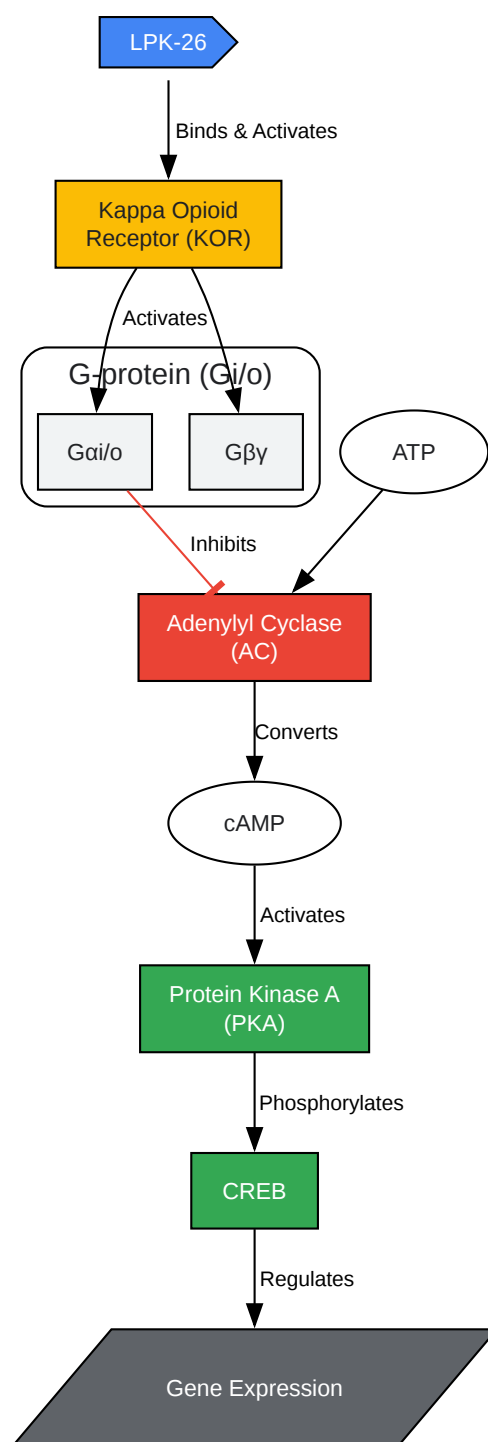 LPK-26
Binds & Activates
Kappa Opioid
Receptor (KOR)
Activates
G-protein (Gi/o)
Gαi/o
Gβγ
ATP
Inhibits
Adenylyl Cyclase
(AC)
Converts
cAMP
Activates
Protein Kinase A
(PKA)
Phosphorylates
CREB
Regulates
Gene Expression